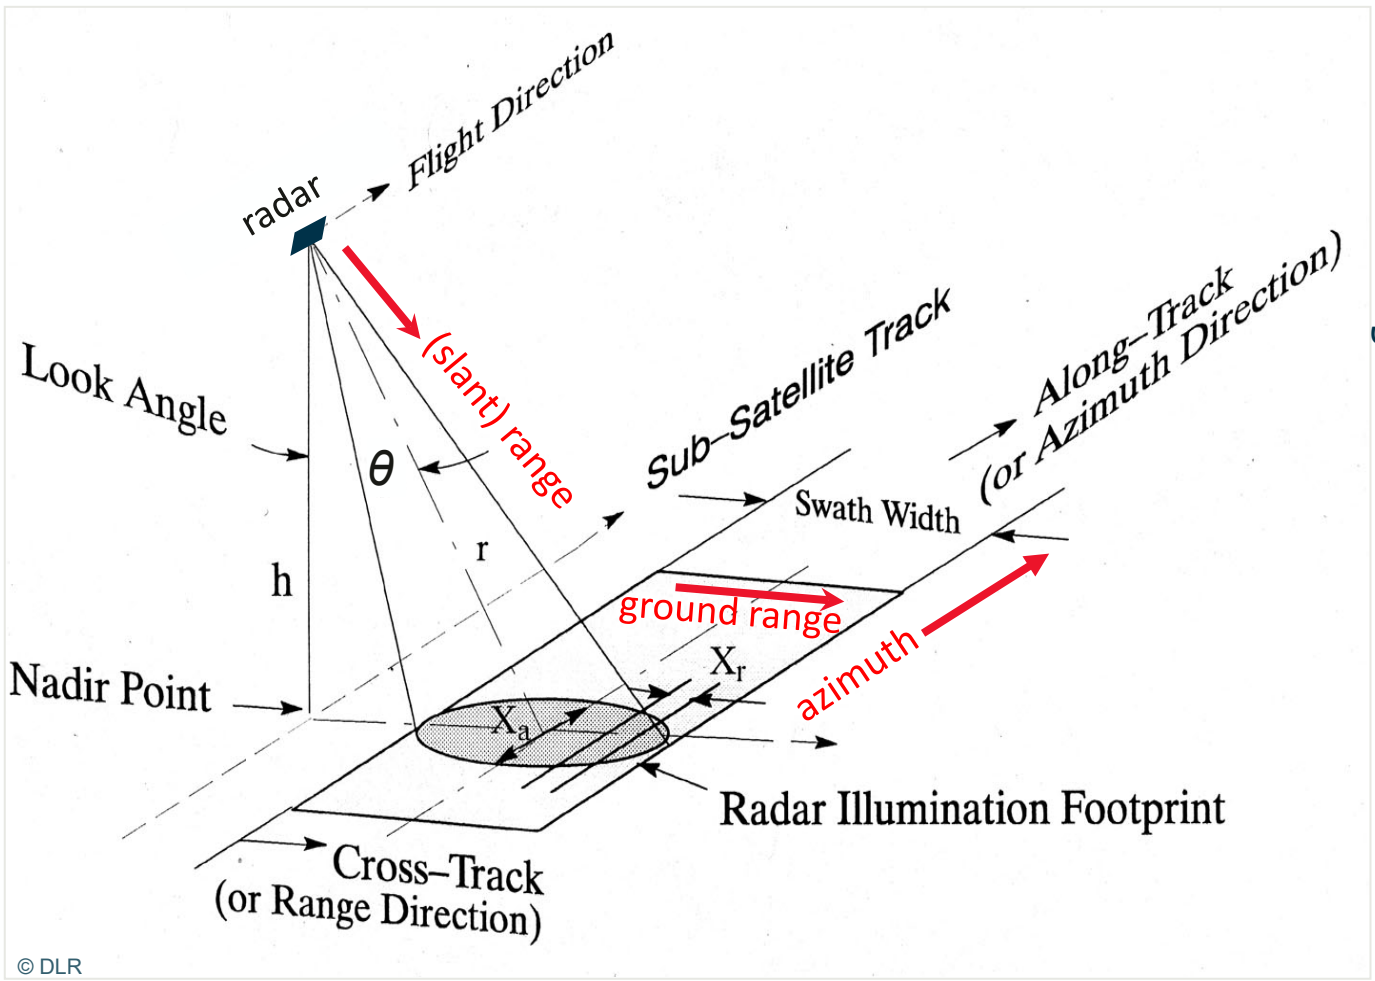 Flight Direction
radar
(slant) range
Look Angle
θ
Sub–Satellite Track
Along–Track
(or Azimuth Direction)
Swath Width
r
h
ground range
azimuth
Nadir Point
Xr
Xa
Radar Illumination Footprint
Cross–Track
(or Range Direction)
© DLR